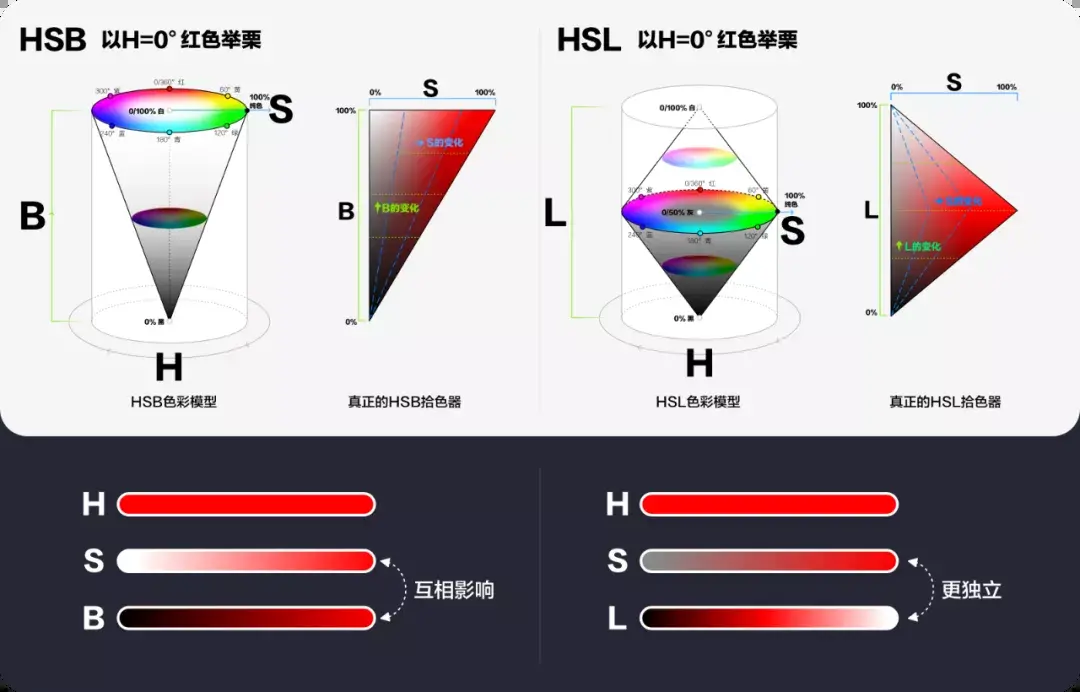 HSB 以H=0° 红色举栗
0/360° 红
300° 紫
60° 黄
0/100% 白
100%
纯色
S
240° 蓝
180° 青
120° 绿
B
0% 黑
H
HSB色彩模型
S
0%
100%
100%
S的变化
B
B的变化
0%
真正的HSB拾色器
HSL 以H=0° 红色举栗
0/100% 白
0/360° 红
300° 紫
60° 黄
100%
纯色
0/50% 灰
S
240° 蓝
180° 青
120° 绿
L
0% 黑
H
HSL色彩模型
S
0%
100%
100%
S的变化
L
L的变化
0%
真正的HSL拾色器
H
S
B
互相影响
H
S
L
更独立